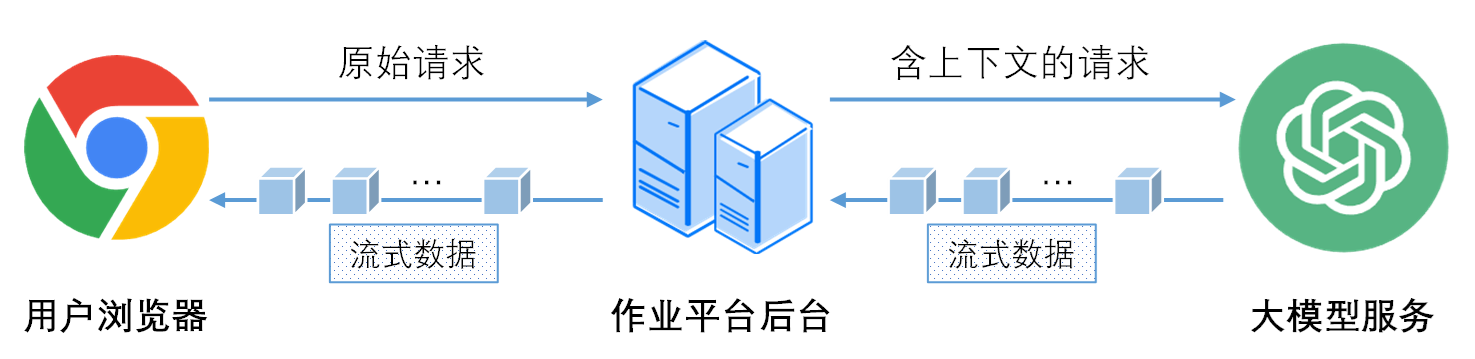 原始请求
含上下文的请求
…
…
流式数据
流式数据
用户浏览器
作业平台后台
大模型服务